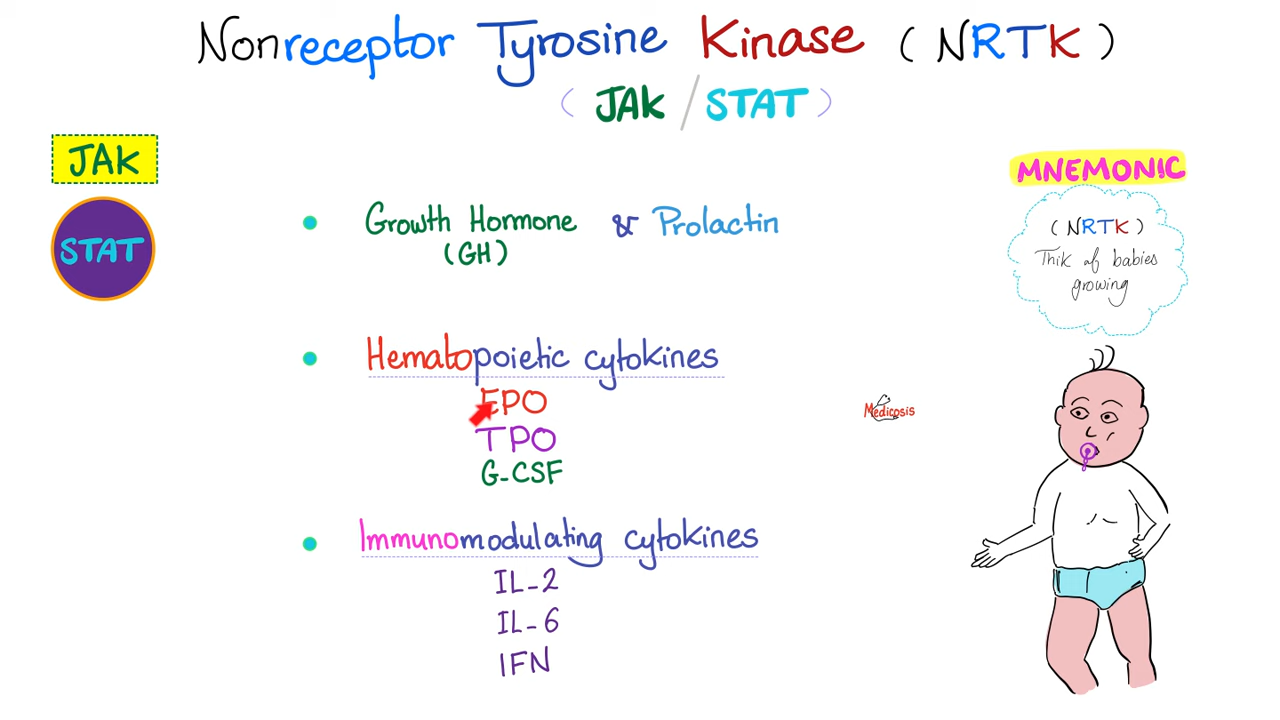 Nonreceptor Tyrosine Kinase (NRTK)
(JAK/STAT)
JAK
STAT
Growth Hormone & Prolactin
(GH)
Hematopoietic cytokines
EPO
TPO
G-CSF
Immunomodulating cytokines
IL-2
IL-6
IFN
MNEMONIC
(NRTK)
Thik of babies
growing
Medicosis